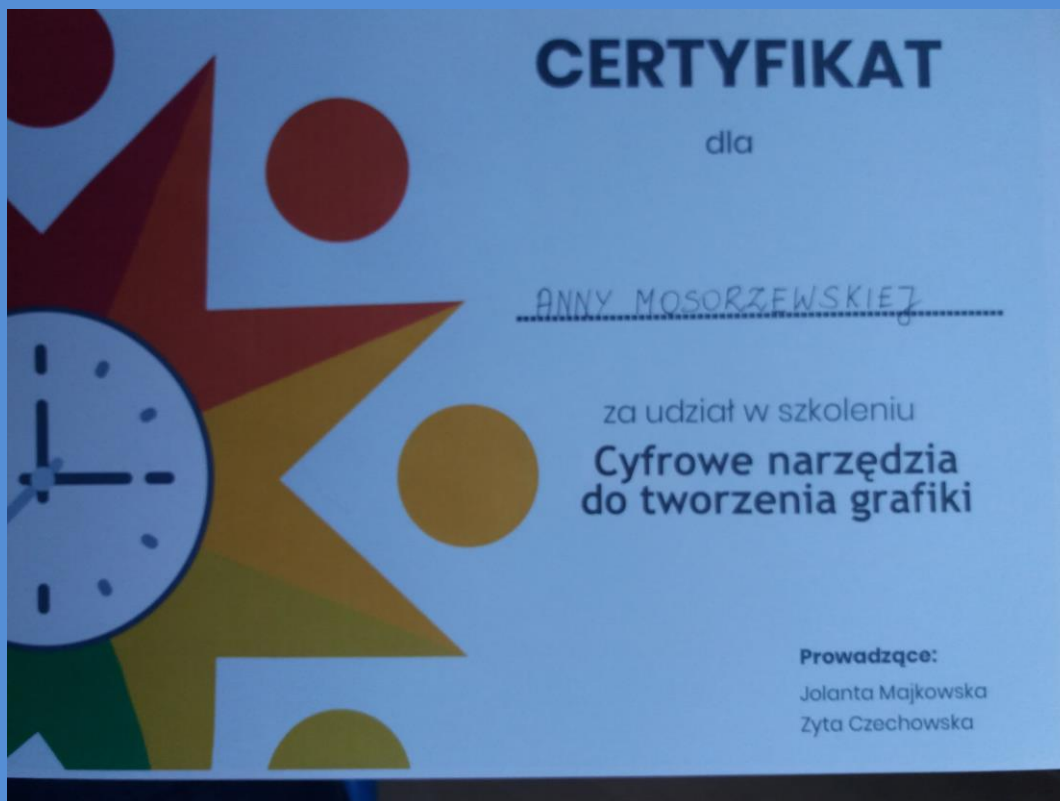 CERTYFIKAT
dla
ANNY MOSORZEWSKIEJ
za udział w szkoleniu
Cyfrowe narzędzia
do tworzenia grafiki
Prowadzące:
Jolanta Majkowska
Zyta Czechowska